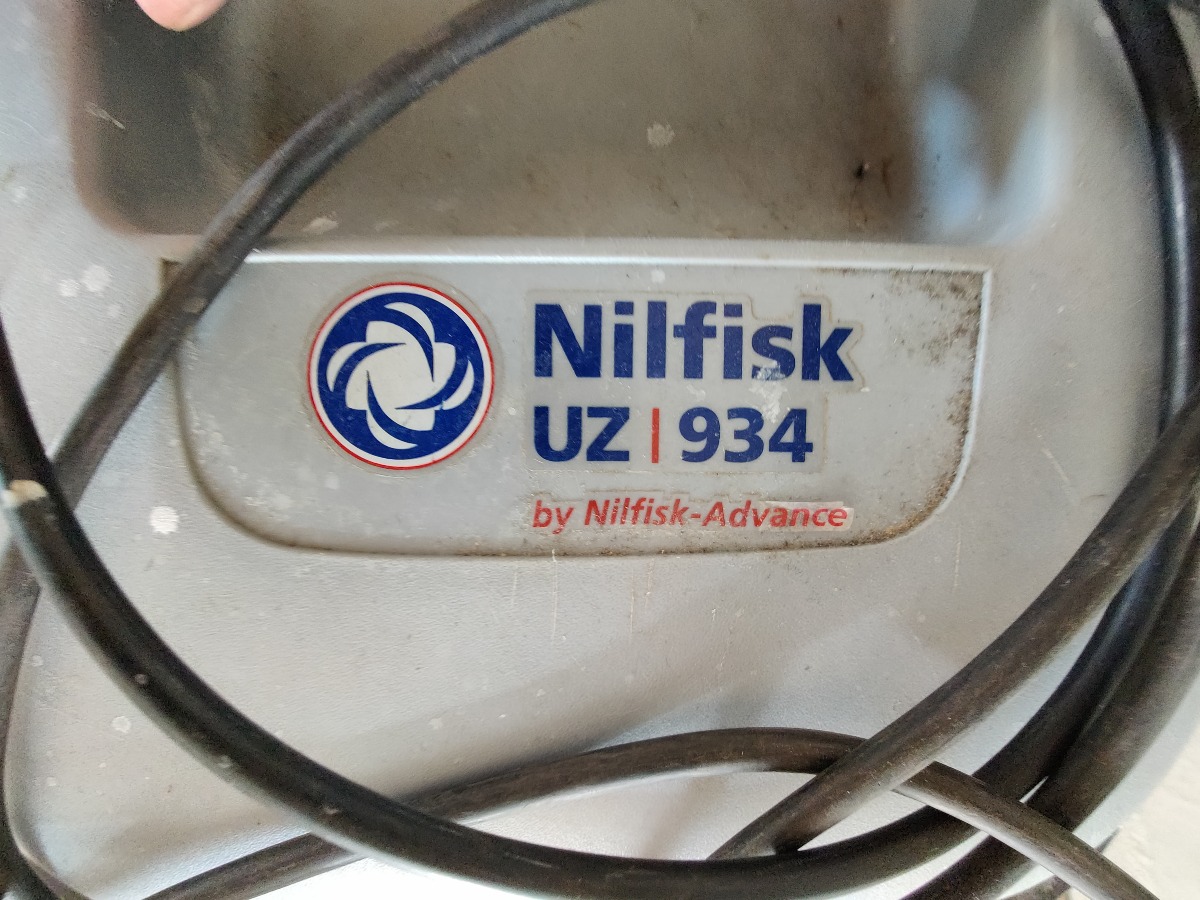 Nilfisk
UZ | 934
by Nilfisk-Advance